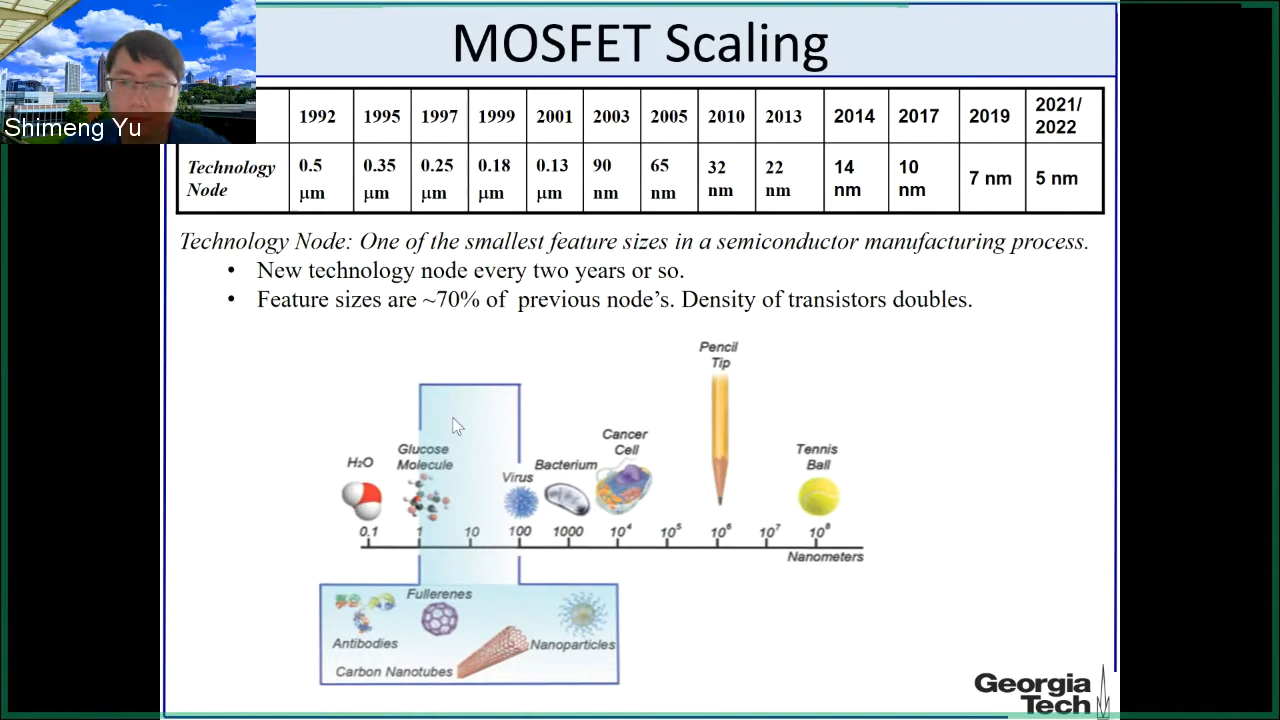 MOSFET Scaling
Shimeng Yu
1992 1995 1997 1999 2001 2003 2005 2010 2013 2014 2017 2019 2021/
2022
Technology 0.5 0.35 0.25 0.18 0.13 90 65 32 22 14 10 7 nm 5 nm
Node μm μm μm μm μm nm nm nm nm nm nm
Technology Node: One of the smallest feature sizes in a semiconductor manufacturing process.
• New technology node every two years or so.
• Feature sizes are ~70% of previous node's. Density of transistors doubles.
Pencil
Tip
Cancer
Cell
Glucose
Molecule
Tennis
Ball
H2O
Bacterium
Virus
0.1 1 10 100 1000 10⁴ 10⁵ 10⁶ 10⁷ 10⁸
Nanometers
Fullerenes
Antibodies
Nanoparticles
Carbon Nanotubes
Georgia
Tech